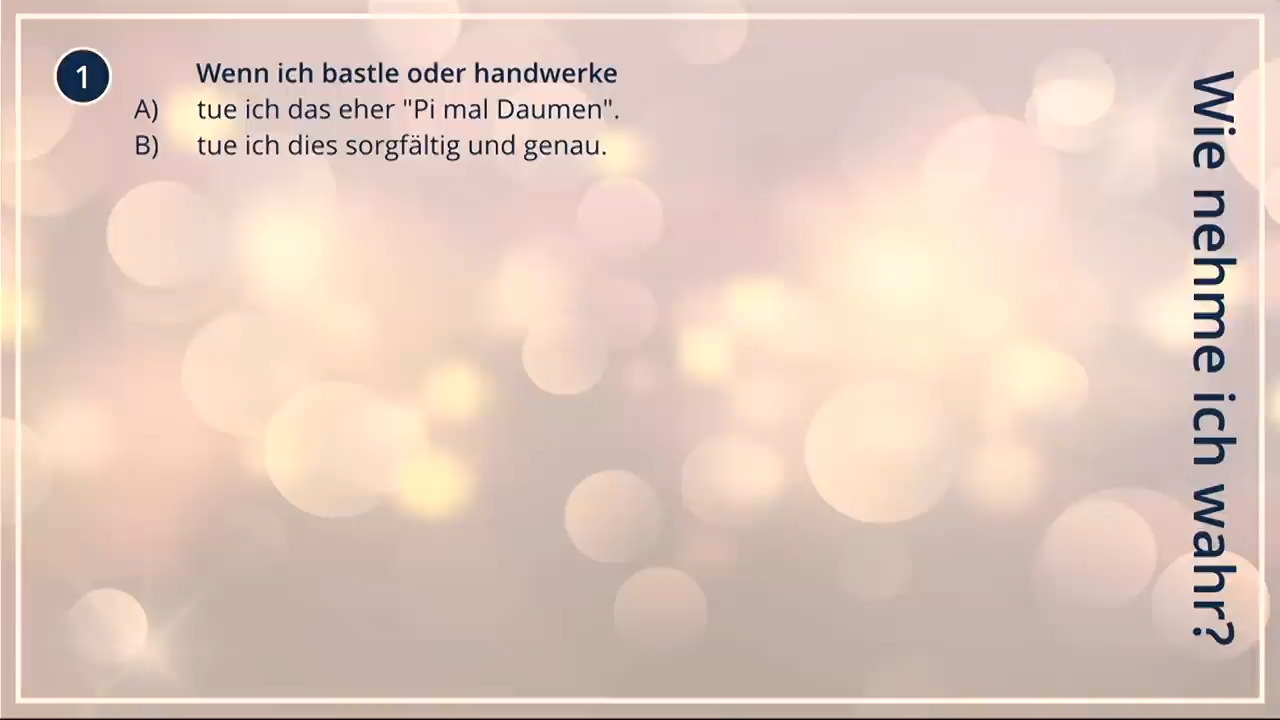 1 Wenn ich bastle oder handwerke
A) tue ich das eher "Pi mal Daumen".
B) tue ich dies sorgfältig und genau.
Wie nehme ich wahr?